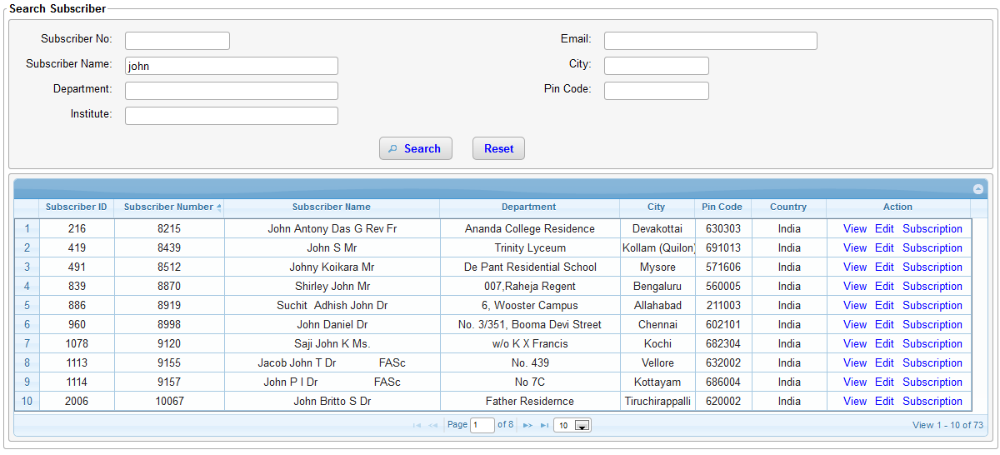 Search Subscriber
Subscriber No: Email:
Subscriber Name: john City:
Department: Pin Code:
Institute:
Search Reset
Subscriber ID Subscriber Number Subscriber Name Department City Pin Code Country Action
1 216 8215 John Antony Das G Rev Fr Ananda College Residence Devakottai 630303 India View Edit Subscription
2 419 8439 John S Mr Trinity Lyceum Kollam (Quilon) 691013 India View Edit Subscription
3 491 8512 Johny Koikara Mr De Pant Residential School Mysore 571606 India View Edit Subscription
4 839 8870 Shirley John Mr 007,Raheja Regent Bengaluru 560005 India View Edit Subscription
5 886 8919 Suchit Adhish John Dr 6, Wooster Campus Allahabad 211003 India View Edit Subscription
6 960 8998 John Daniel Dr No. 3/351, Booma Devi Street Chennai 602101 India View Edit Subscription
7 1078 9120 Saji John K Ms. w/o K X Francis Kochi 682304 India View Edit Subscription
8 1113 9155 Jacob John T Dr FASc No. 439 Vellore 632002 India View Edit Subscription
9 1114 9157 John P I Dr FASc No 7C Kottayam 686004 India View Edit Subscription
10 2006 10067 John Britto S Dr Father Residernce Tiruchirappalli 620002 India View Edit Subscription
Page 1 of 8 10 View 1 - 10 of 73